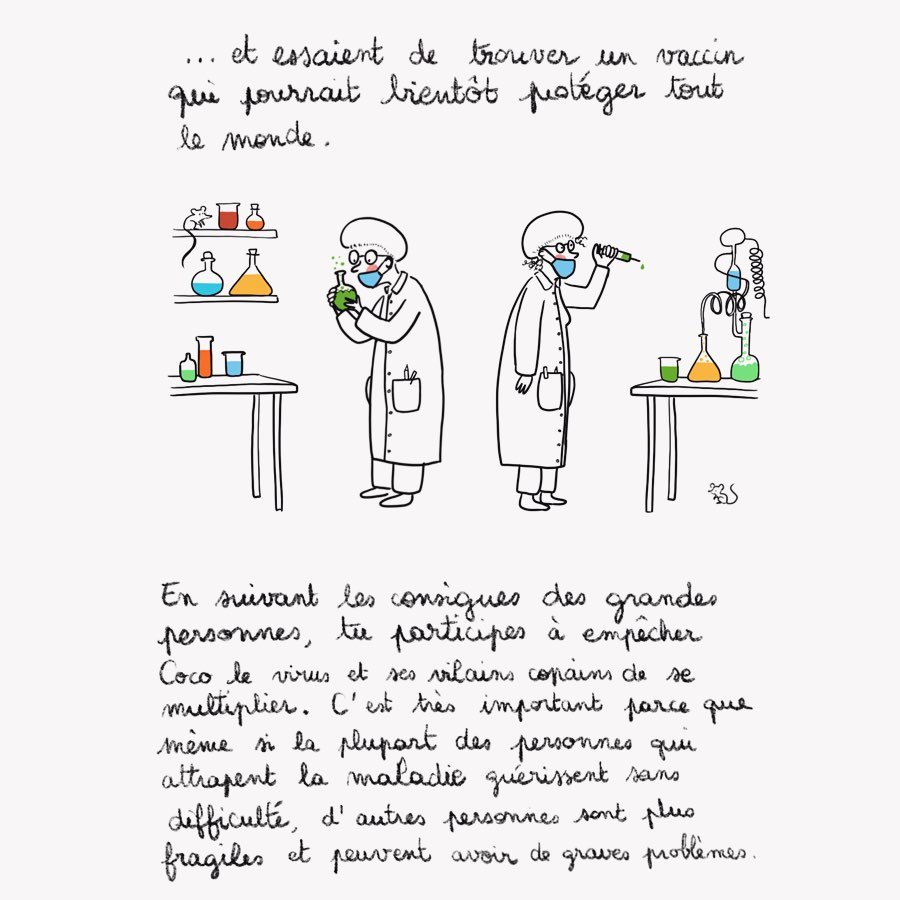 ... et essaient de trouver un vaccin
qui pourrait bientôt protéger tout
le monde.
En suivant les consignes des grandes
personnes, tu participes à empêcher
Coco le virus et ses vilains copains de se
multiplier. C'est très important parce que
même si la plupart des personnes qui
attrapent la maladie guérissent sans
difficulté, d'autres personnes sont plus
fragiles et peuvent avoir de graves problèmes.